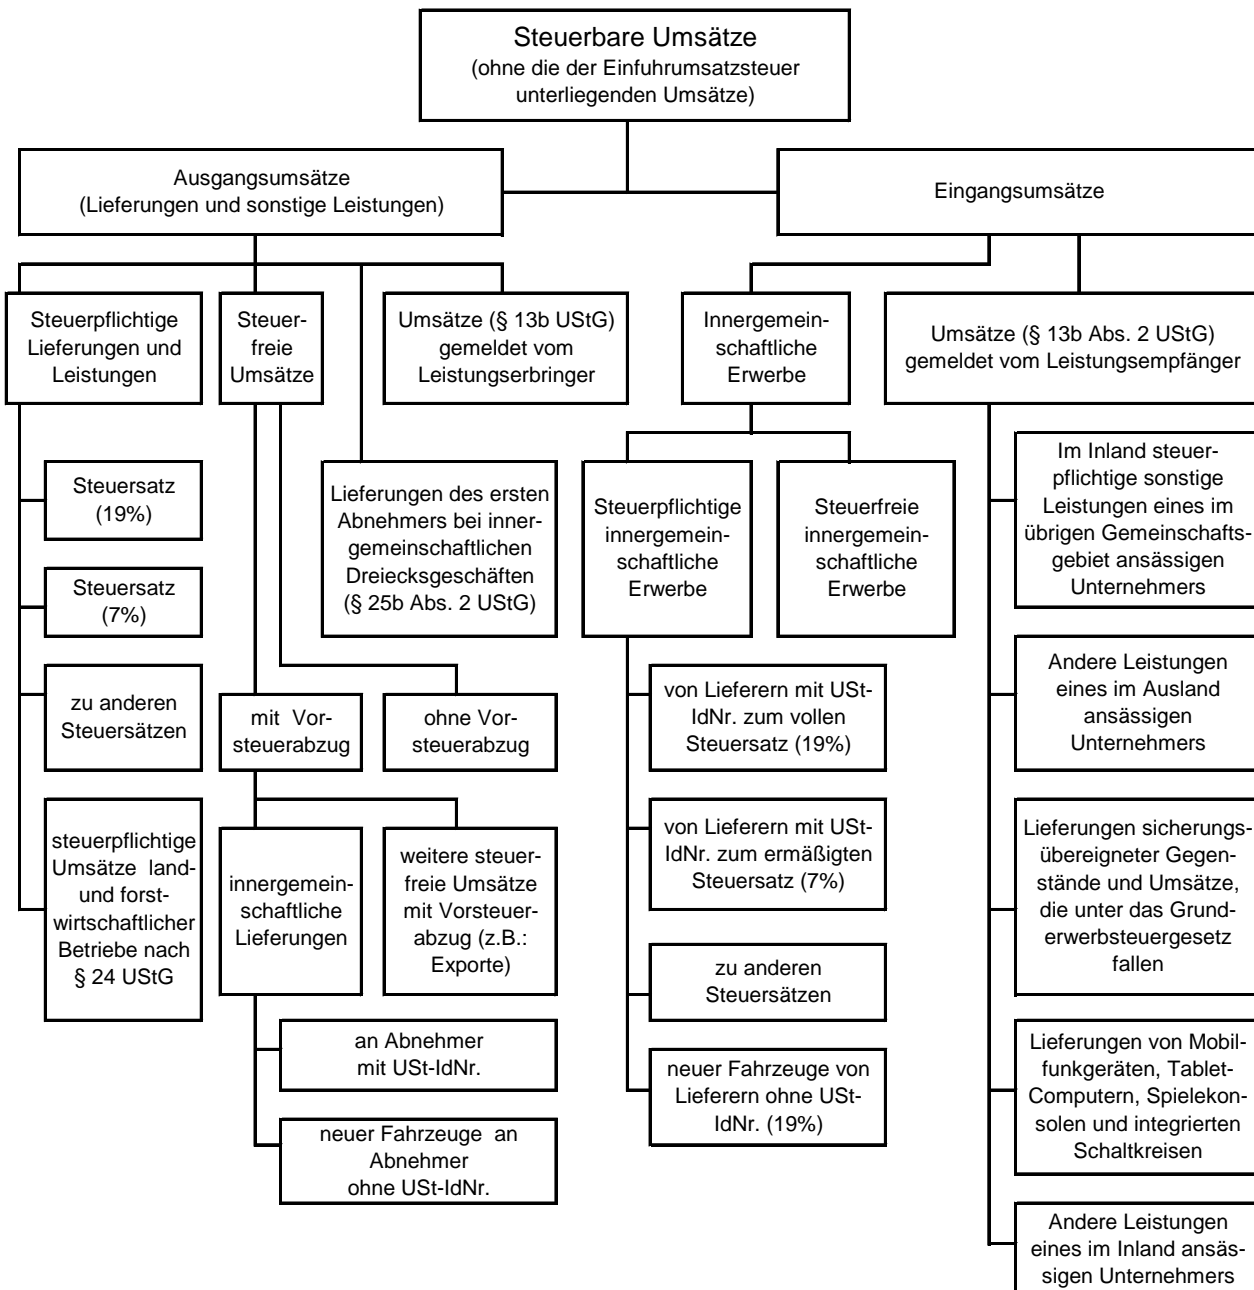 Steuerbare Umsätze
(ohne die der Einfuhrumsatzsteuer
unterliegenden Umsätze)
Ausgangsumsätze
(Lieferungen und sonstige Leistungen)
Eingangsumsätze
Steuerpflichtige
Lieferungen und
Leistungen
Steuer-
freie
Umsätze
Umsätze (§ 13b UStG)
gemeldet vom
Leistungserbringer
Innergemein-
schaftliche
Erwerbe
Umsätze (§ 13b Abs. 2 UStG)
gemeldet vom Leistungsempfänger
Steuersatz
(19%)
Steuersatz
(7%)
zu anderen
Steuersätzen
steuerpflichtige
Umsätze land-
und forst-
wirtschaftlicher
Betriebe nach
§ 24 UStG
Lieferungen des ersten
Abnehmers bei inner-
gemeinschaftlichen
Dreiecksgeschäften
(§ 25b Abs. 2 UStG)
mit Vor-
steuerabzug
ohne Vor-
steuerabzug
innergemein-
schaftliche
Lieferungen
weitere steuer-
freie Umsätze
mit Vorsteuer-
abzug (z.B.:
Exporte)
an Abnehmer
mit USt-IdNr.
neuer Fahrzeuge an
Abnehmer
ohne USt-IdNr.
Steuerpflichtige
innergemein-
schaftliche
Erwerbe
Steuerfreie
innergemein-
schaftliche
Erwerbe
von Lieferern mit USt-
IdNr. zum vollen
Steuersatz (19%)
von Lieferern mit USt-
IdNr. zum ermäßigten
Steuersatz (7%)
zu anderen
Steuersätzen
neuer Fahrzeuge von
Lieferern ohne USt-
IdNr. (19%)
Im Inland steuer-
pflichtige sonstige
Leistungen eines im
übrigen Gemeinschafts-
gebiet ansässigen
Unternehmers
Andere Leistungen
eines im Ausland
ansässigen
Unternehmers
Lieferungen sicherungs-
übereigneter Gegen-
stände und Umsätze,
die unter das Grund-
erwerbsteuergesetz
fallen
Lieferungen von Mobil-
funkgeräten, Tablet-
Computern, Spielekon-
solen und integrierten
Schaltkreisen
Andere Leistungen
eines im Inland ansäs-
sigen Unternehmers